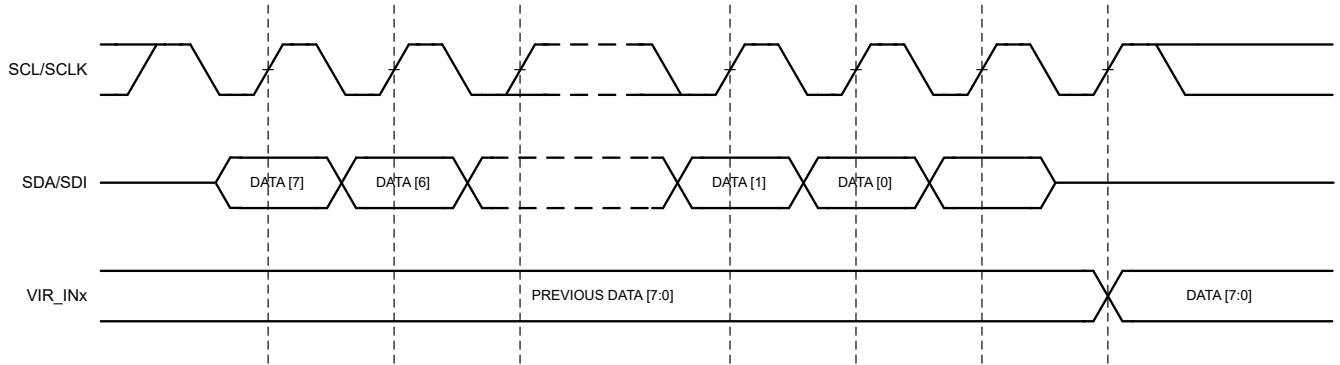 SCL/SCLK
SDA/SDI
DATA [7]
DATA [6]
DATA [1]
DATA [0]
VIR_INx
PREVIOUS DATA [7:0]
DATA [7:0]